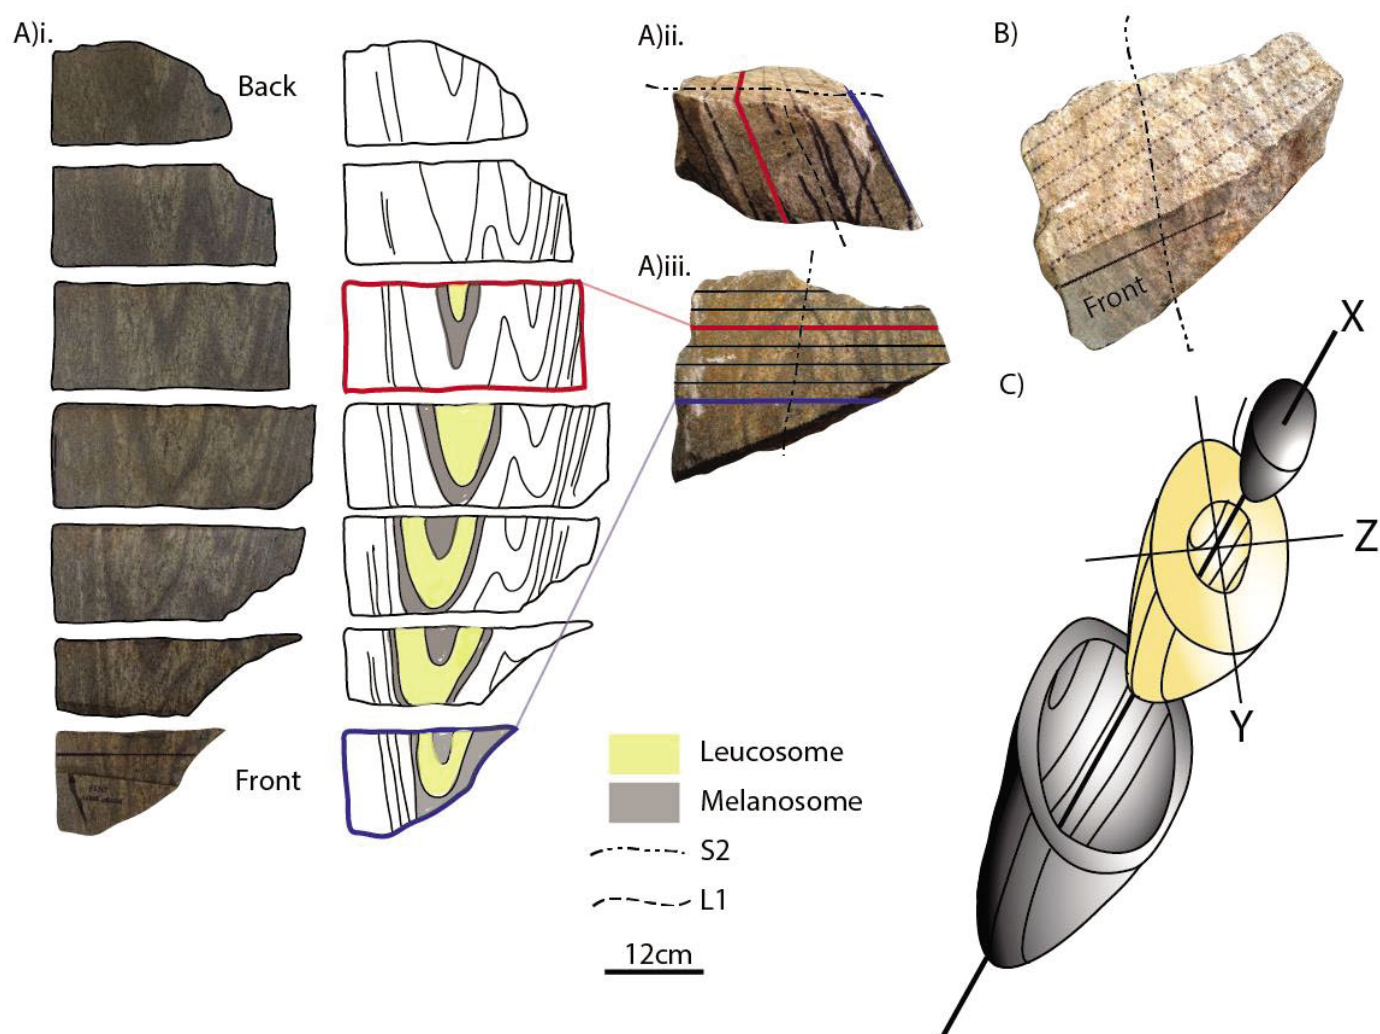 A)i.
Back
Front
A)ii.
A)iii.
B)
Front
C)
X
Z
Y
Leucosome
Melanosome
S2
L1
12cm